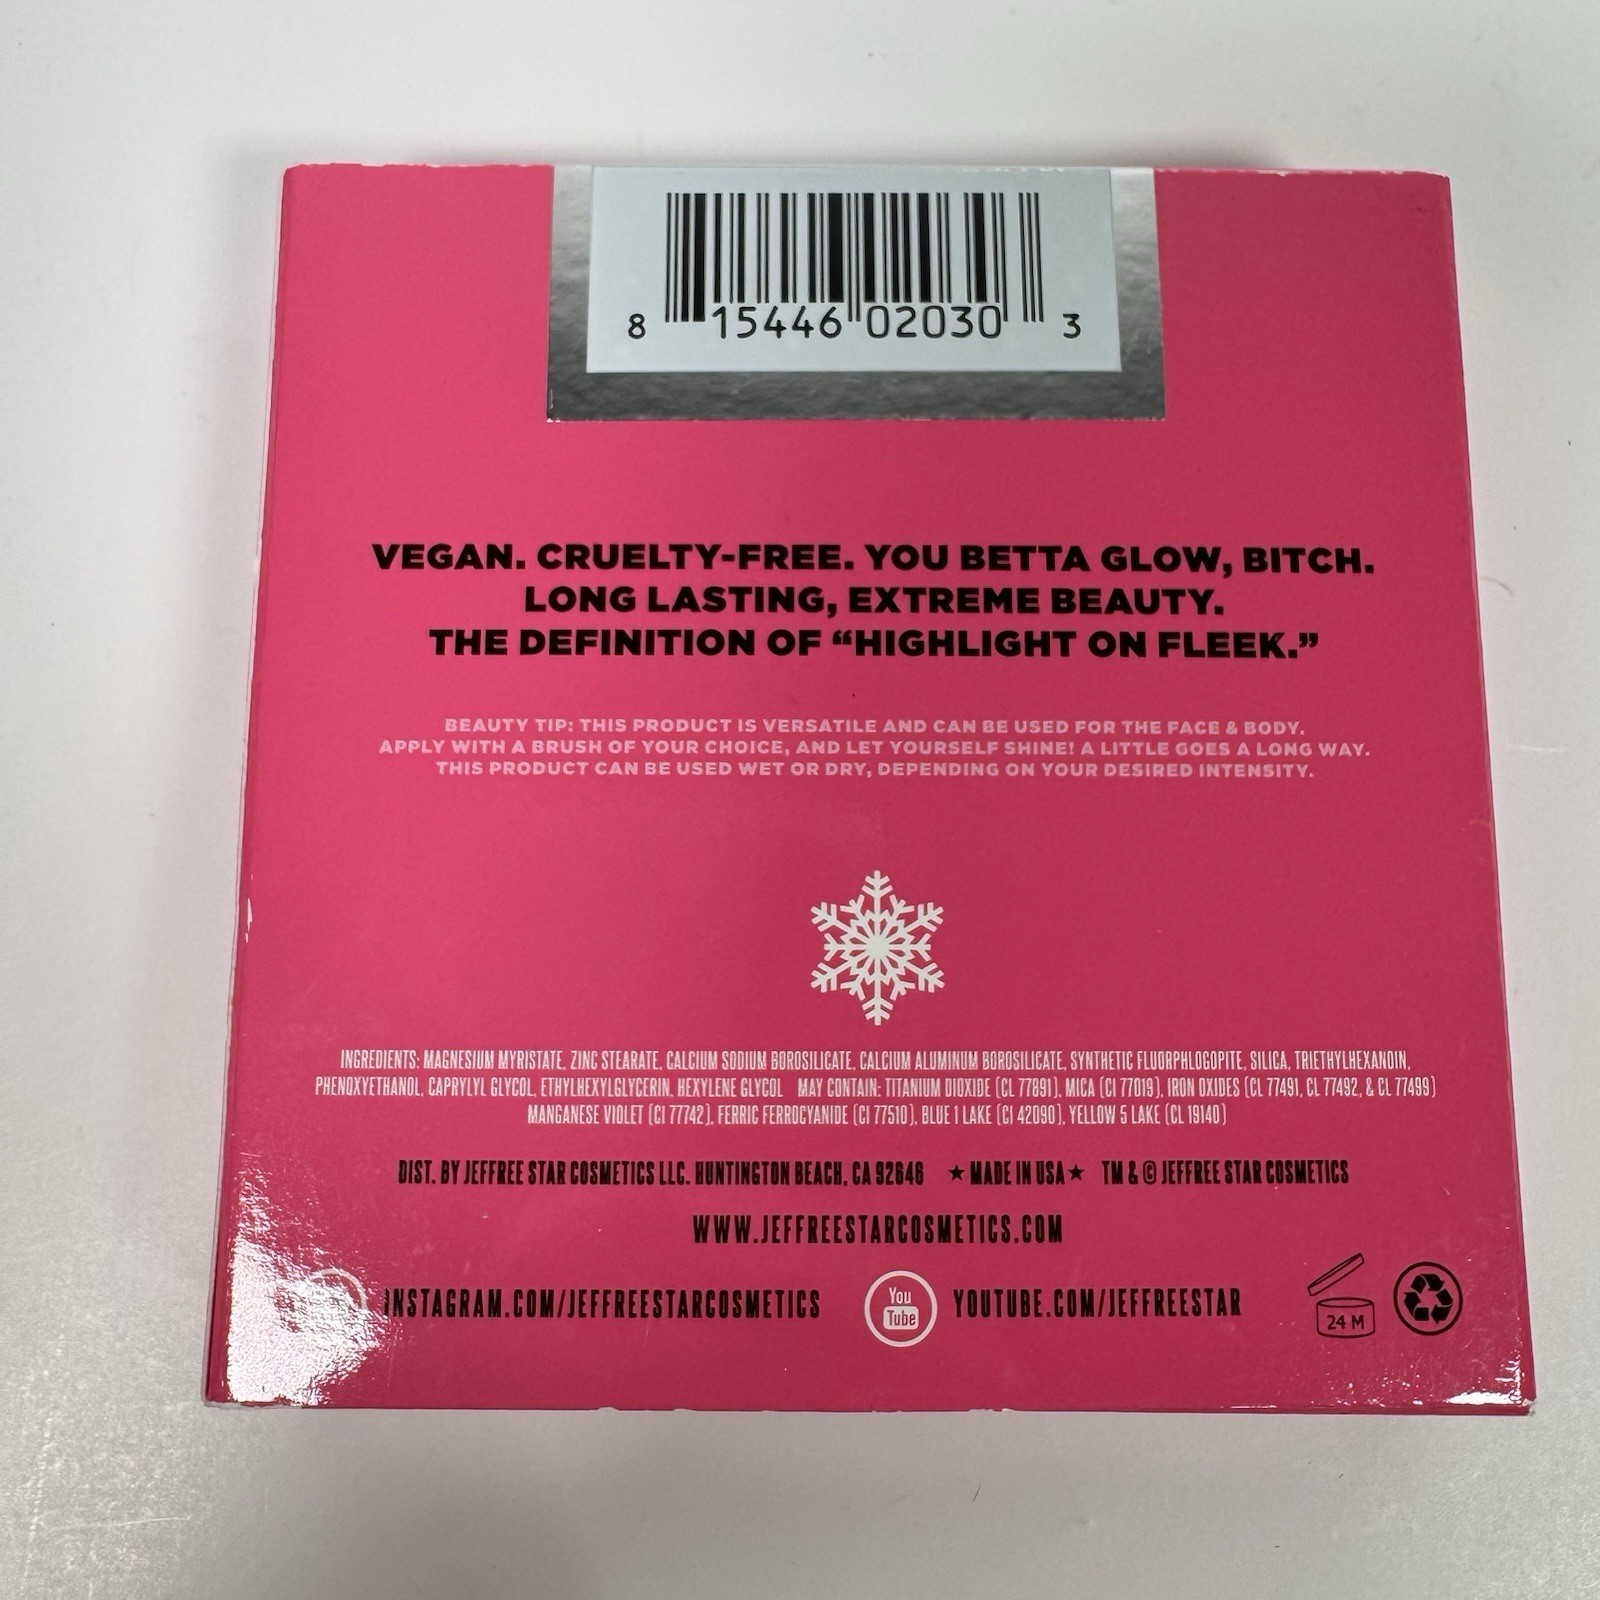 8 15446 02030 3
VEGAN. CRUELTY-FREE. YOU BETTA GLOW, BITCH.
LONG LASTING, EXTREME BEAUTY.
THE DEFINITION OF “HIGHLIGHT ON FLEEK.”
BEAUTY TIP: THIS PRODUCT IS VERSATILE AND CAN BE USED FOR THE FACE & BODY.
APPLY WITH A BRUSH OF YOUR CHOICE, AND LET YOURSELF SHINE! A LITTLE GOES A LONG WAY.
THIS PRODUCT CAN BE USED WET OR DRY, DEPENDING ON YOUR DESIRED INTENSITY.
INGREDIENTS: MAGNESIUM MYRISTATE, ZINC STEARATE, CALCIUM SODIUM BOROSILICATE, CALCIUM ALUMINUM BOROSILICATE, SYNTHETIC FLUORPHLOGOPITE, SILICA, TRIETHYLHEXANOIN,
PHENOXYETHANOL, CAPRYLYL GLYCOL, ETHYLHEXYLGLYCERIN, HEXYLENE GLYCOL MAY CONTAIN: TITANIUM DIOXIDE (CL 77891), MICA (CI 77019), IRON OXIDES (CL 77491, CL 77492, & CL 77499)
MANGANESE VIOLET (CI 77742), FERRIC FERROCYANIDE (CI 77510), BLUE 1 LAKE (CI 42090), YELLOW 5 LAKE (CL 19140)
DIST. BY JEFFREE STAR COSMETICS LLC. HUNTINGTON BEACH, CA 92646 ★ MADE IN USA ★ TM & © JEFFREE STAR COSMETICS
WWW.JEFFREESTARCOSMETICS.COM
INSTAGRAM.COM/JEFFREESTARCOSMETICS You Tube YOUTUBE.COM/JEFFREESTAR 24 M